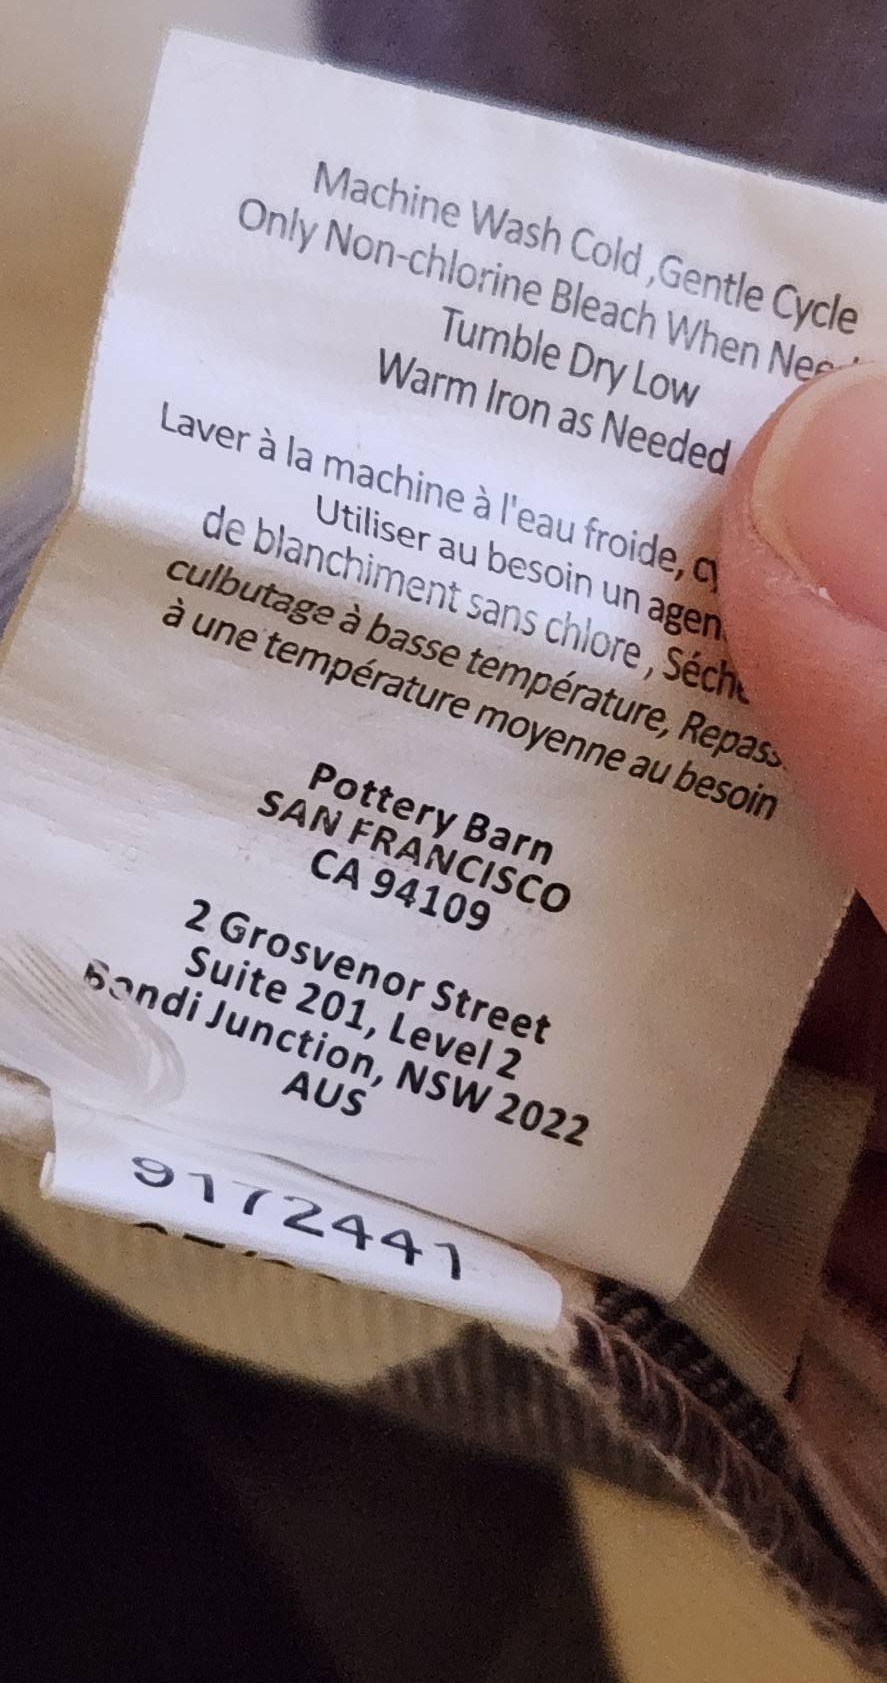 Machine Wash Cold ,Gentle Cycle
Only Non-chlorine Bleach When
Tumble Dry Low
Warm Iron as Needed
Laver à la machine à l'eau froide,
Utiliser au besoin un
de blanchiment sans chlore ,
culbutage à basse température,
à une température moyenne au besoin
Pottery Barn
SAN FRANCISCO
CA 94109
2 Grosvenor Street
Suite 201, Level 2
Bondi Junction, NSW 2022
AUS
9172441